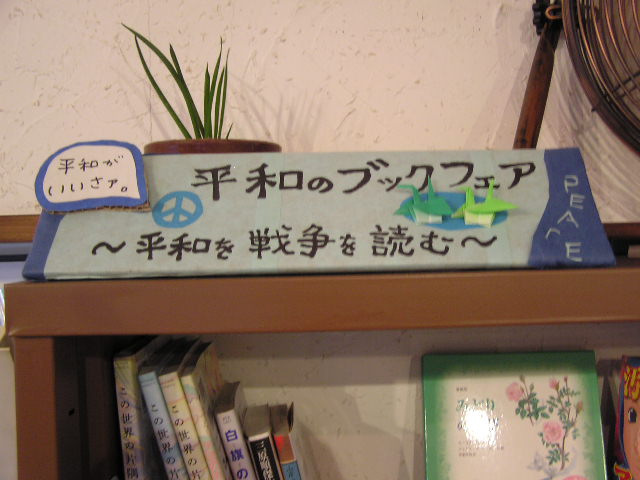 平和が
いいさァ。
平和のブックフェア
～平和を戦争を読む～
PEACE
この世界の片隅
この世界の片
この世界の片
白旗の